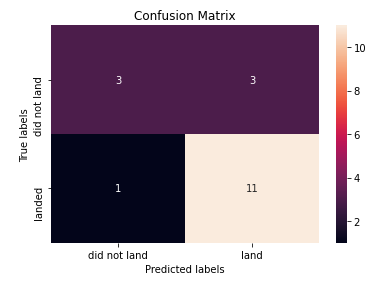 Confusion Matrix
True labels
did not land
landed
3
3
1
11
did not land
land
Predicted labels
10
8
6
4
2